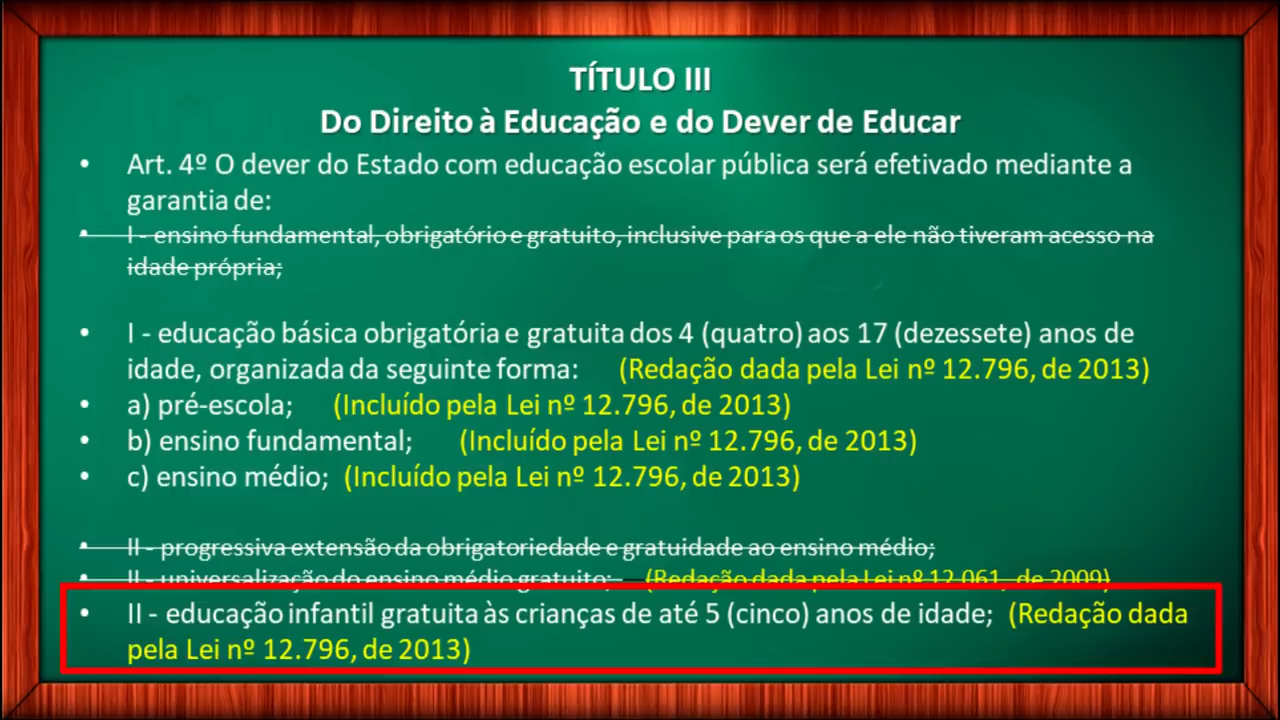 TÍTULO III
Do Direito à Educação e do Dever de Educar
• Art. 4º O dever do Estado com educação escolar pública será efetivado mediante a
garantia de:
• I - ensino fundamental, obrigatório e gratuito, inclusive para os que a ele não tiveram acesso na
idade própria;
• I - educação básica obrigatória e gratuita dos 4 (quatro) aos 17 (dezessete) anos de
idade, organizada da seguinte forma: (Redação dada pela Lei nº 12.796, de 2013)
• a) pré-escola; (Incluído pela Lei nº 12.796, de 2013)
• b) ensino fundamental; (Incluído pela Lei nº 12.796, de 2013)
• c) ensino médio; (Incluído pela Lei nº 12.796, de 2013)
• II - progressiva extensão da obrigatoriedade e gratuidade ao ensino médio;
• II - universalização do ensino médio gratuito; (Redação dada pela Lei nº 12.061, de 2009)
• II - educação infantil gratuita às crianças de até 5 (cinco) anos de idade; (Redação dada
pela Lei nº 12.796, de 2013)